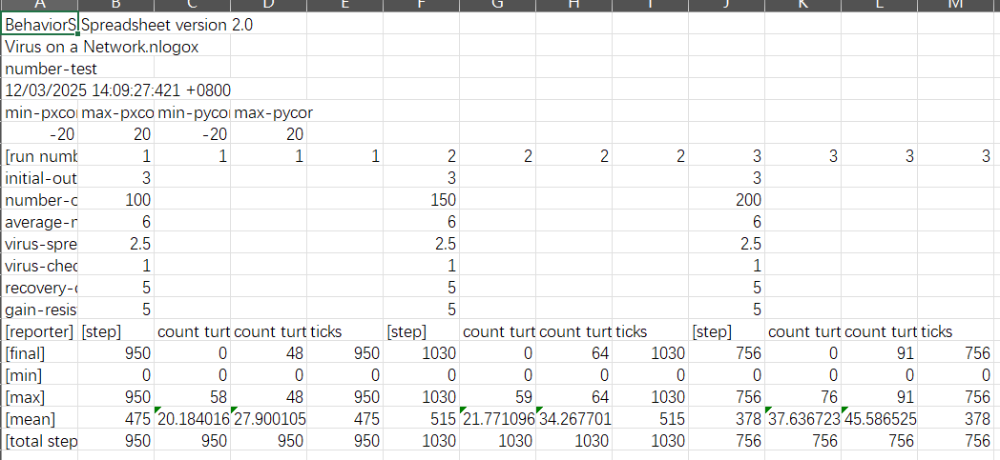 A B C D E F G H I J K L M
BehaviorS Spreadsheet version 2.0
Virus on a Network.nlogox
number-test
12/03/2025 14:09:27:421 +0800
min-pxco max-pxco min-pyco max-pycor
-20 20 -20 20
[run numb 1 1 1 1 2 2 2 2 3 3 3 3
initial-out 3 3 3
number-o 100 150 200
average-n 6 6 6
virus-spre 2.5 2.5 2.5
virus-chec 1 1 1
recovery-c 5 5 5
gain-resis 5 5 5
[reporter] [step] count turt count turt ticks [step] count turt count turt ticks [step] count turt count turt ticks
[final] 950 0 48 950 1030 0 64 1030 756 0 91 756
[min] 0 0 0 0 0 0 0 0 0 0 0 0
[max] 950 58 48 950 1030 59 64 1030 756 76 91 756
[mean] 475 20.184016 27.900105 475 515 21.771096 34.267701 515 378 37.636723 45.586525 378
[total step 950 950 950 950 1030 1030 1030 1030 756 756 756 756